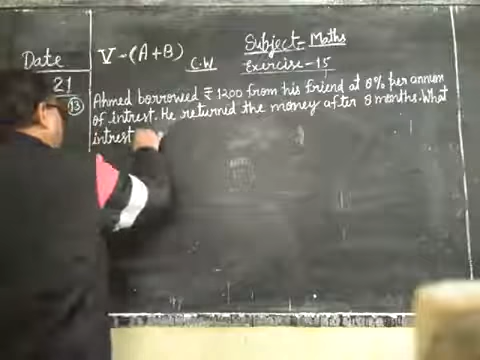 Date
21
V - (A+B) C.W
Subject = Maths
Exercise - 15
(13)
Ahmed borrowed ₹ 1200 from his friend at 8% per annum
of intrest. He returned the money after 8 months. What
intrest